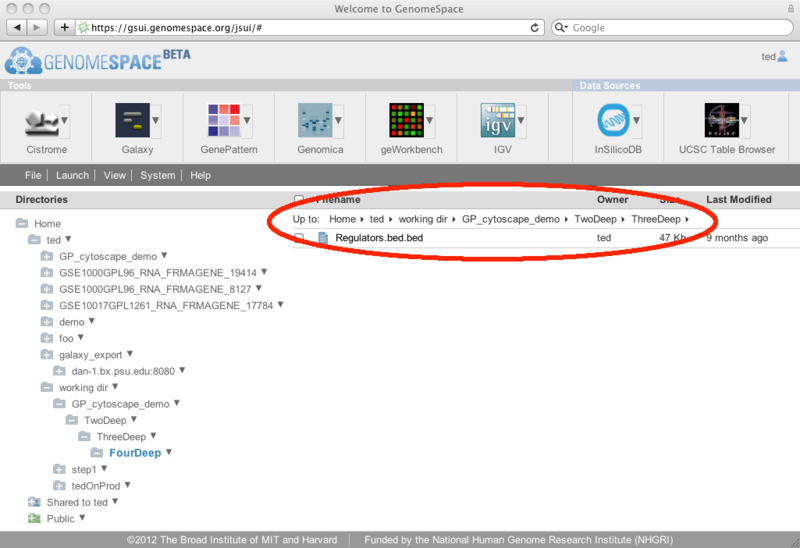 Welcome to GenomeSpace
https://gsui.genomespace.org/jsui/#
Google
GENOMESPACE BETA
ted
Tools
Data Sources
Cistrome
Galaxy
GenePattern
Genomica
geWorkbench
igv
IGV
InSilicoDB
UCSC Table Browser
File | Launch | View | System | Help
Directories
Filename Owner Size Last Modified
Up to: Home ▸ ted ▸ working dir ▸ GP_cytoscape_demo ▸ TwoDeep ▸ ThreeDeep ▸
Regulators.bed.bed ted 47 Kb 9 months ago
Home
ted
GP_cytoscape_demo
GSE1000GPL96_RNA_FRMAGENE_19414
GSE1000GPL96_RNA_FRMAGENE_8127
GSE10017GPL1261_RNA_FRMAGENE_17784
demo
foo
galaxy_export
dan-1.bx.psu.edu:8080
working dir
GP_cytoscape_demo
TwoDeep
ThreeDeep
FourDeep
step1
tedOnProd
Shared to ted
Public
©2012 The Broad Institute of MIT and Harvard | Funded by the National Human Genome Research Institute (NHGRI)